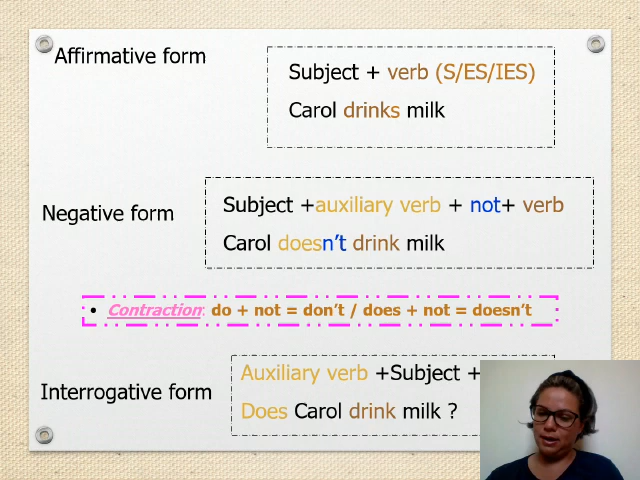 Affirmative form
Subject + verb (S/ES/IES)
Carol drinks milk
Negative form
Subject +auxiliary verb + not+ verb
Carol doesn't drink milk
• Contraction: do + not = don't / does + not = doesn't
Interrogative form
Auxiliary verb +Subject +
Does Carol drink milk ?